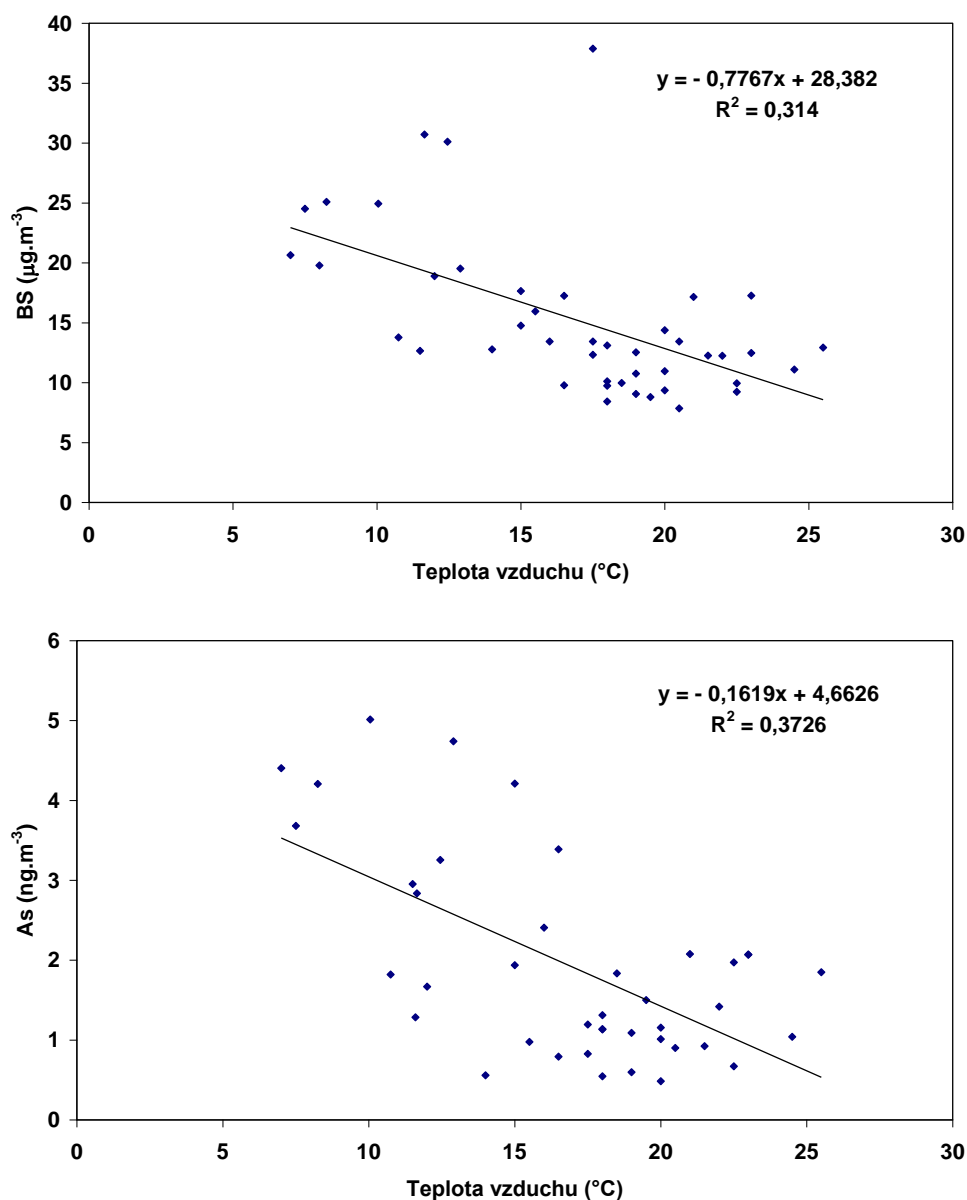 40
35
30
25
20
15
10
5
0
BS (µg.m⁻³)
y = - 0,7767x + 28,382
R² = 0,314
0 5 10 15 20 25 30
Teplota vzduchu (°C)
6
5
4
3
2
1
0
As (ng.m⁻³)
y = - 0,1619x + 4,6626
R² = 0,3726
0 5 10 15 20 25 30
Teplota vzduchu (°C)